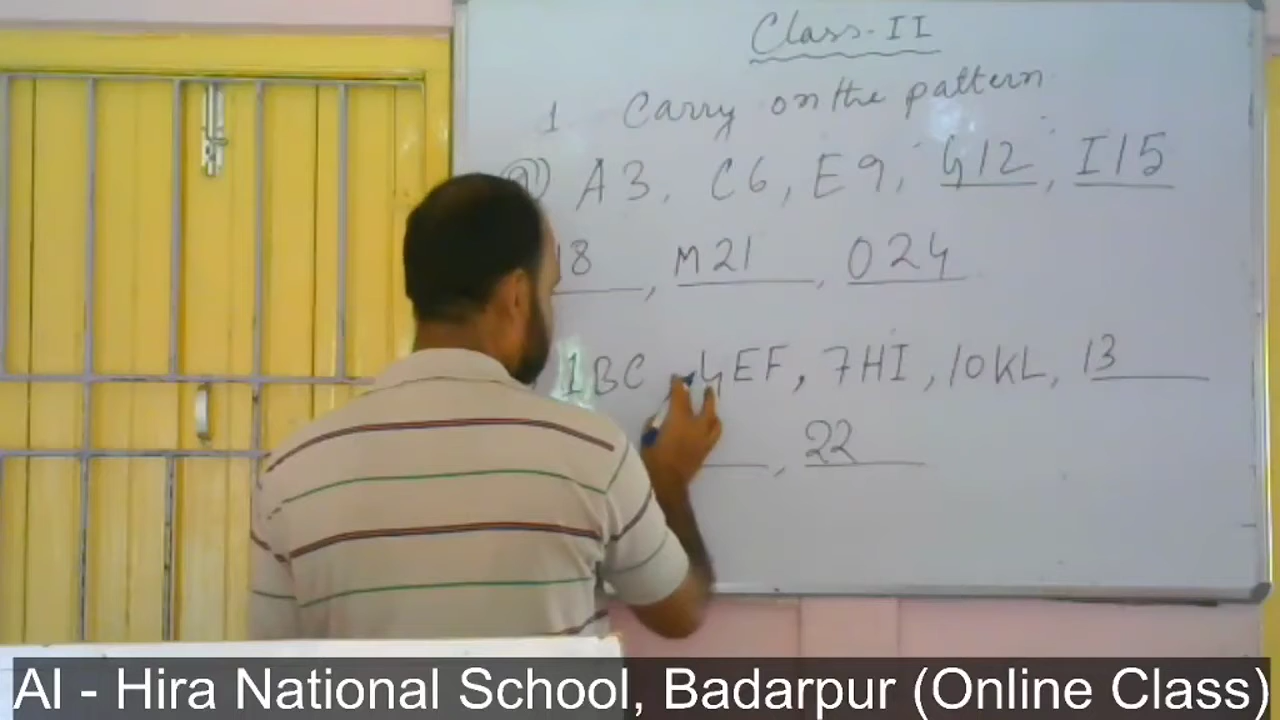 Class-II
1 Carry on the pattern
(a) A3, C6, E9, G12, I15
18, M21, O24
1BC, 4EF, 7HI, 10KL, 13
, 22
Al - Hira National School, Badarpur (Online Class)